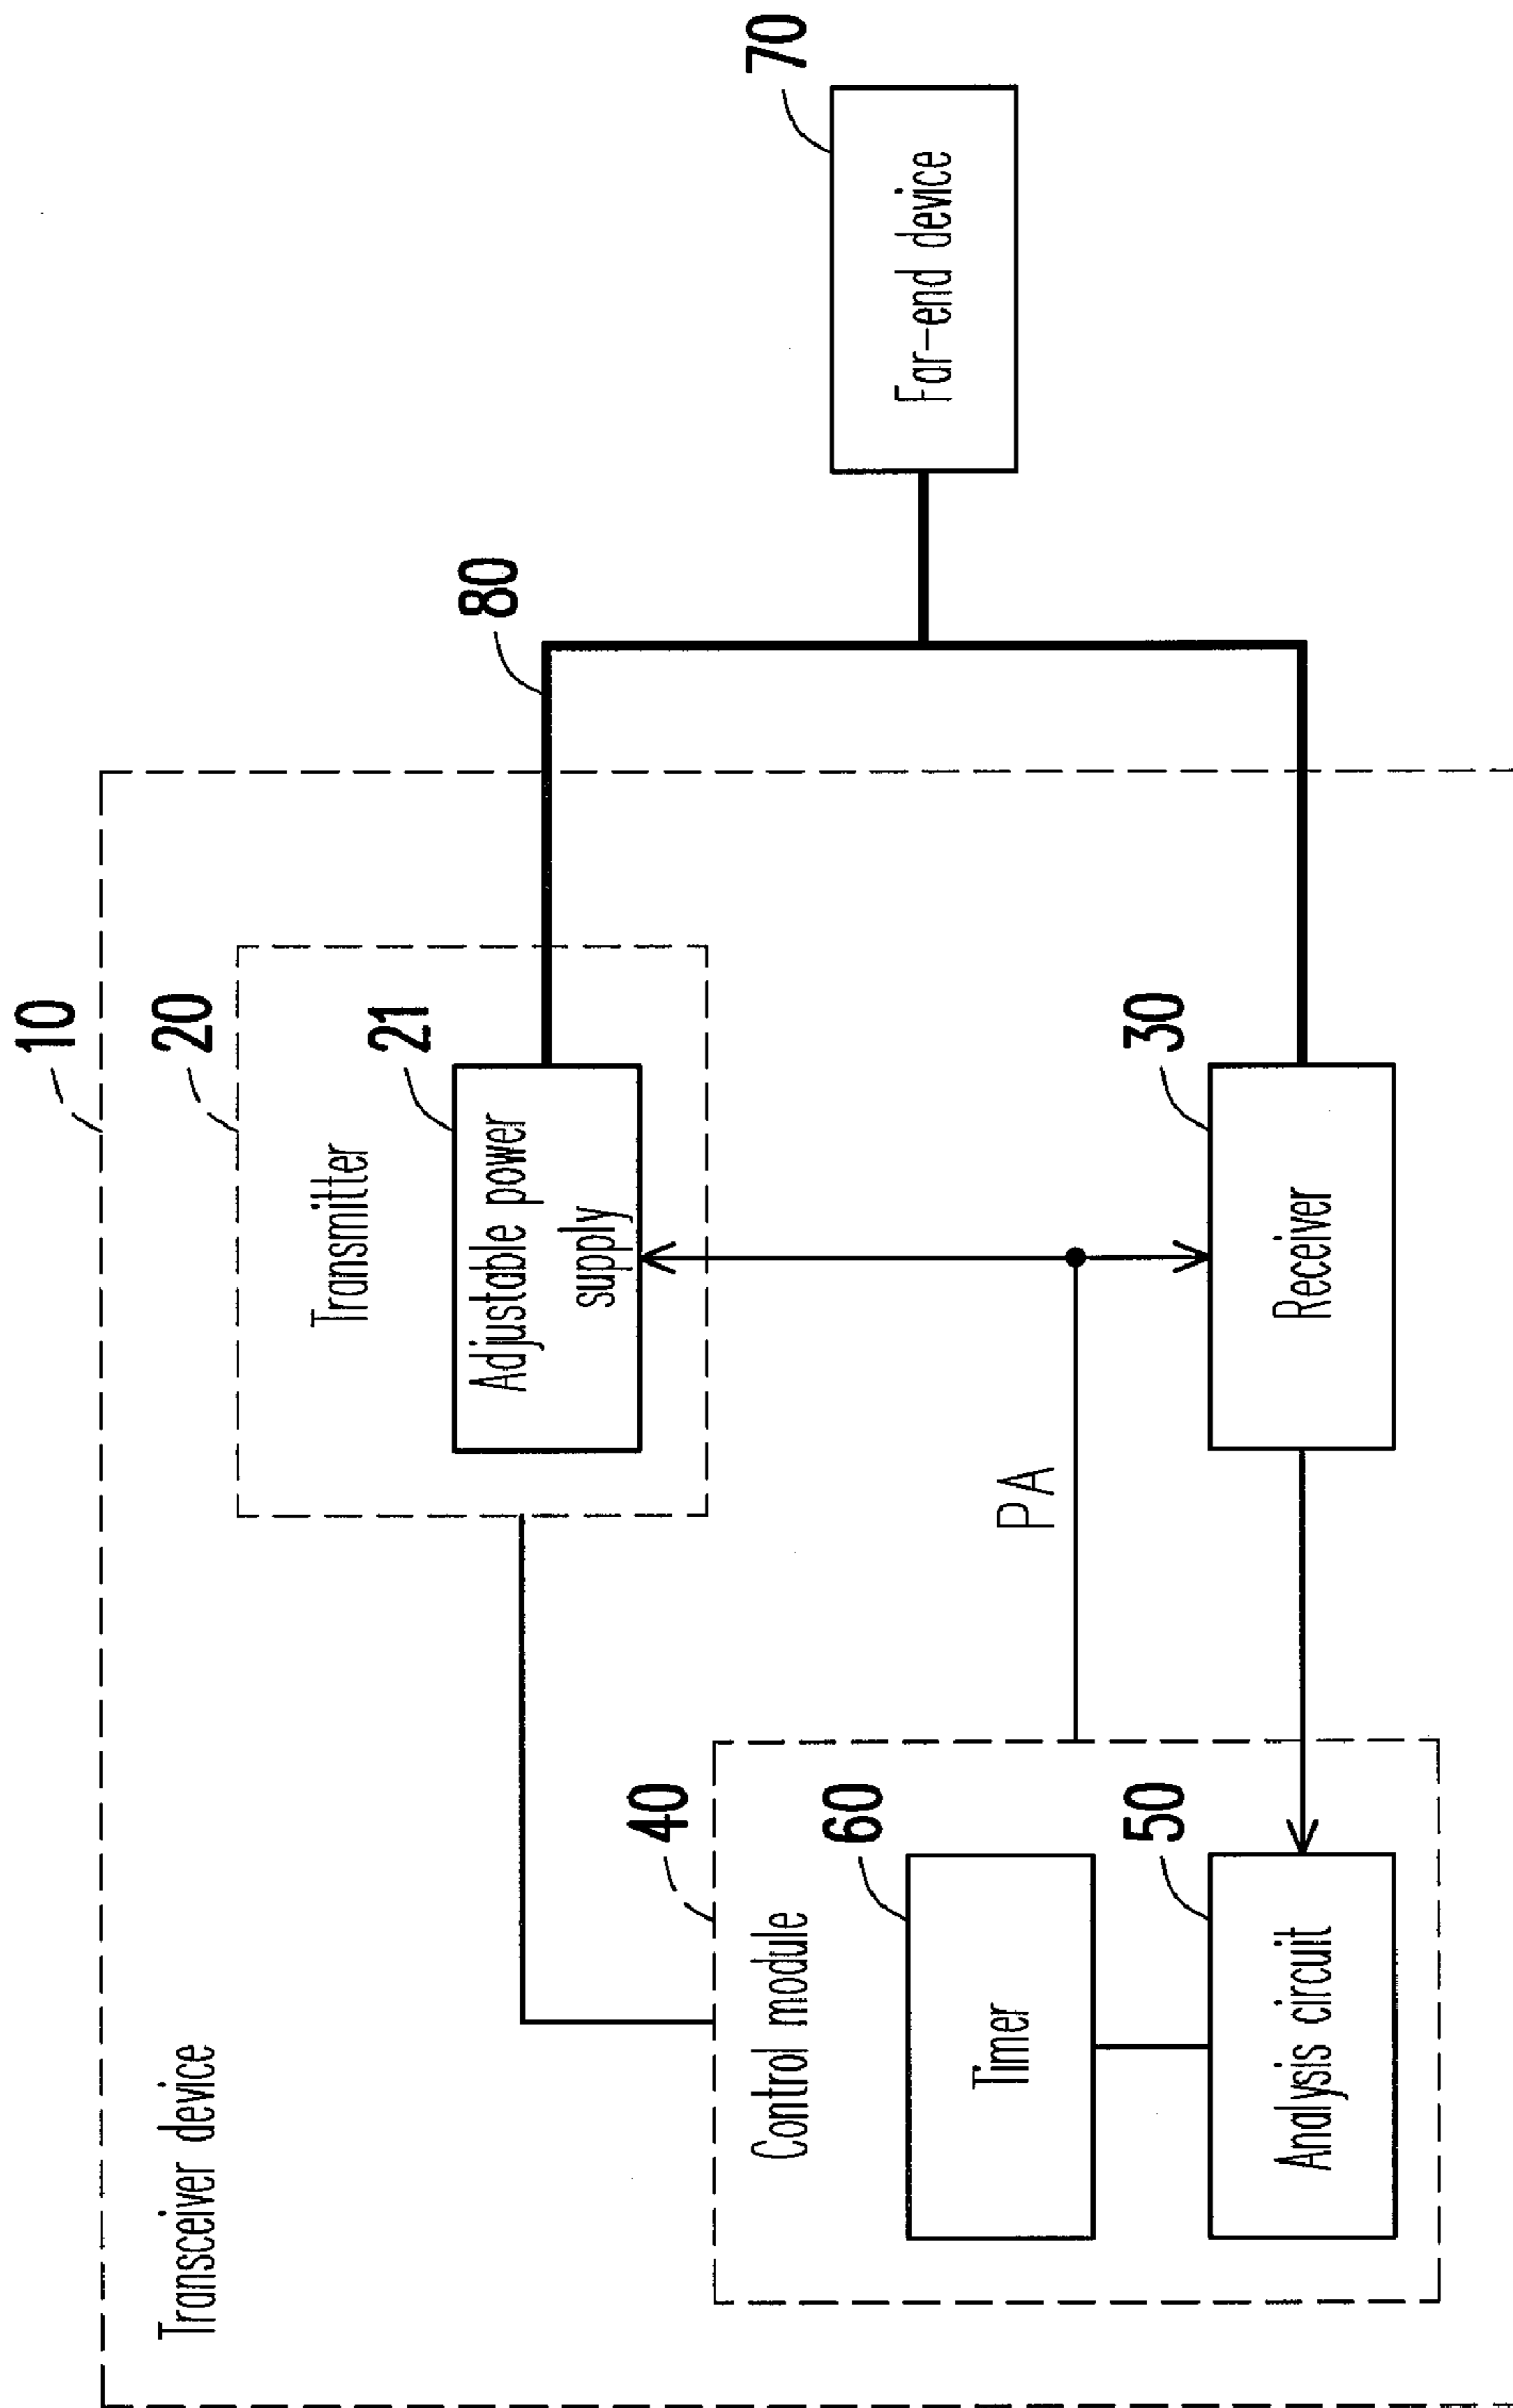 10
Transceiver device
20
Transmitter
21
Adjustable power
supply
80
70
Far-end device
40
Control module
60
Timer
PA
50
Analysis circuit
30
Receiver